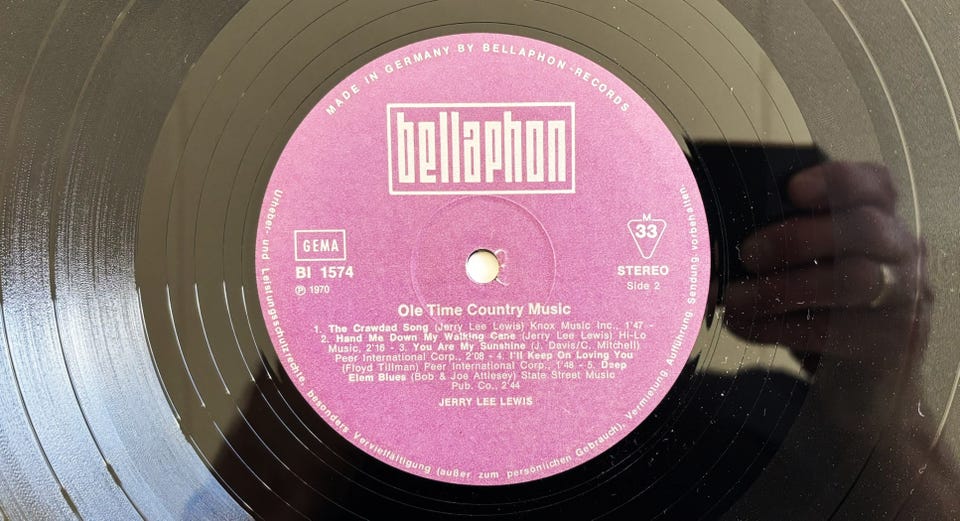 MADE IN GERMANY BY BELLAPHON-RECORDS
bellaphon
GEMA
BI 1574
℗ 1970
M
33
STEREO
Side 2
Ole Time Country Music
1. The Crawdad Song (Jerry Lee Lewis) Knox Music Inc., 1'47 -
2. Hand Me Down My Walking Cane (Jerry Lee Lewis) Hi-Lo
Music, 2'16 - 3. You Are My Sunshine (J. Davis/C. Mitchell)
Peer International Corp., 2'08 - 4. I'll Keep On Loving You
(Floyd Tillman) Peer International Corp., 1'48 - 5. Deep
Elem Blues (Bob & Joe Attlesey) State Street Music
Pub. Co., 2'44
JERRY LEE LEWIS
Urheber- und Leistungsschutzrechte, besonders Vervielfältigung (außer zum persönlichen Gebrauch), Vermietung, Aufführung Sendung, vorbehalten.